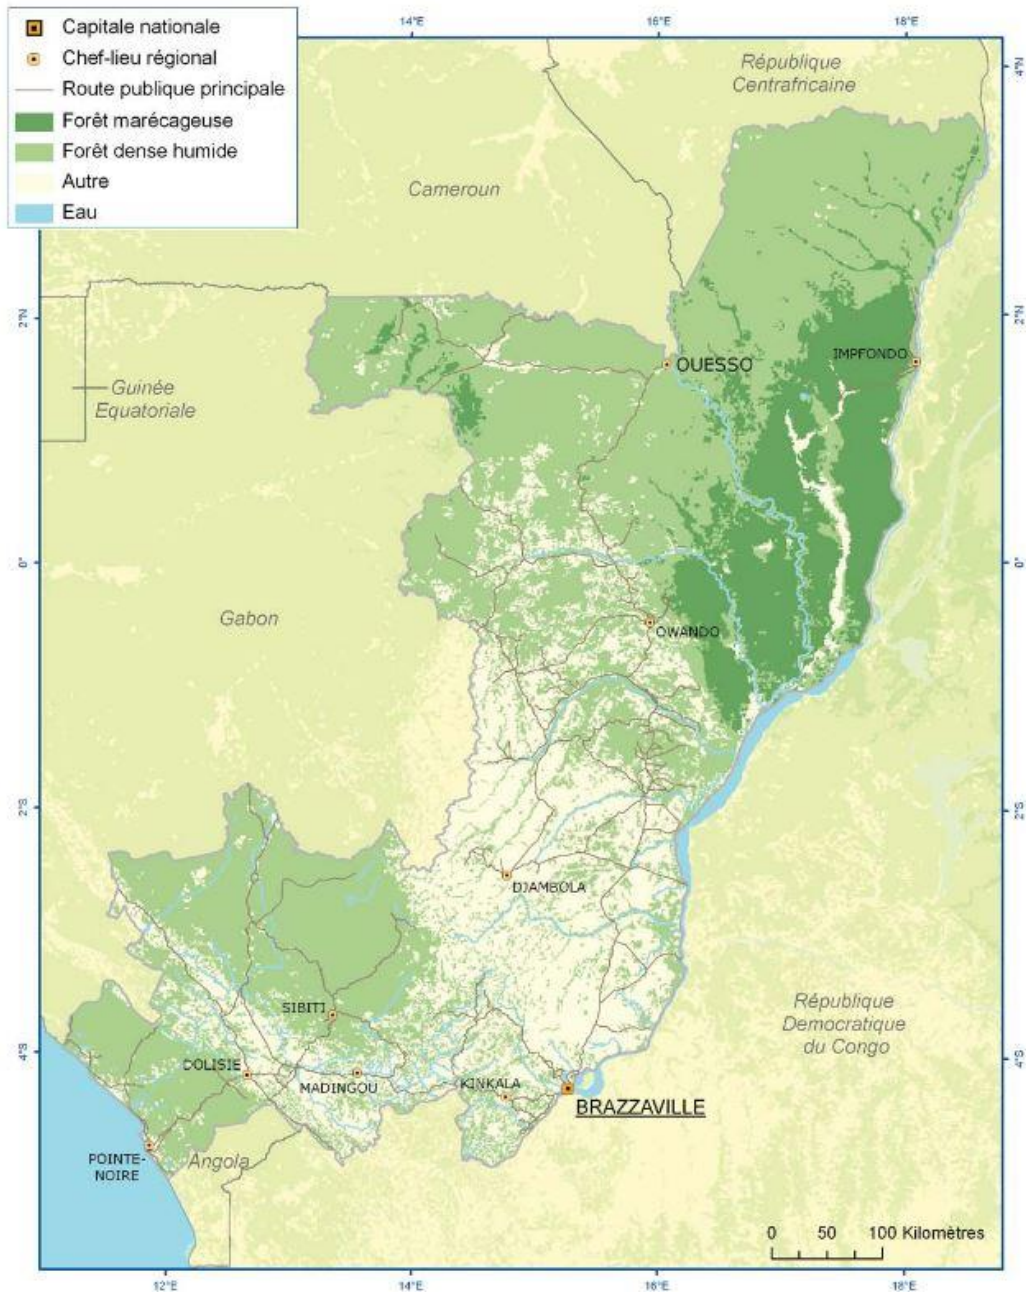 Capitale nationale
Chef-lieu régional
Route publique principale
Forêt marécageuse
Forêt dense humide
Autre
Eau
14°E
16°E
18°E
4°N
4°N
République
Centrafricaine
Cameroun
2°N
2°N
IMPFONDO
OUESSO
Guinée
Equatoriale
0°
0°
Gabon
OWANDO
2°S
2°S
DJAMBOLA
SIBITI
République
Democratique
du Congo
4°S
4°S
DOLISIE
MADINGOU
KINKALA
BRAZZAVILLE
POINTE-
NOIRE
Angola
0 50 100 Kilomètres
12°E
14°E
16°E
18°E